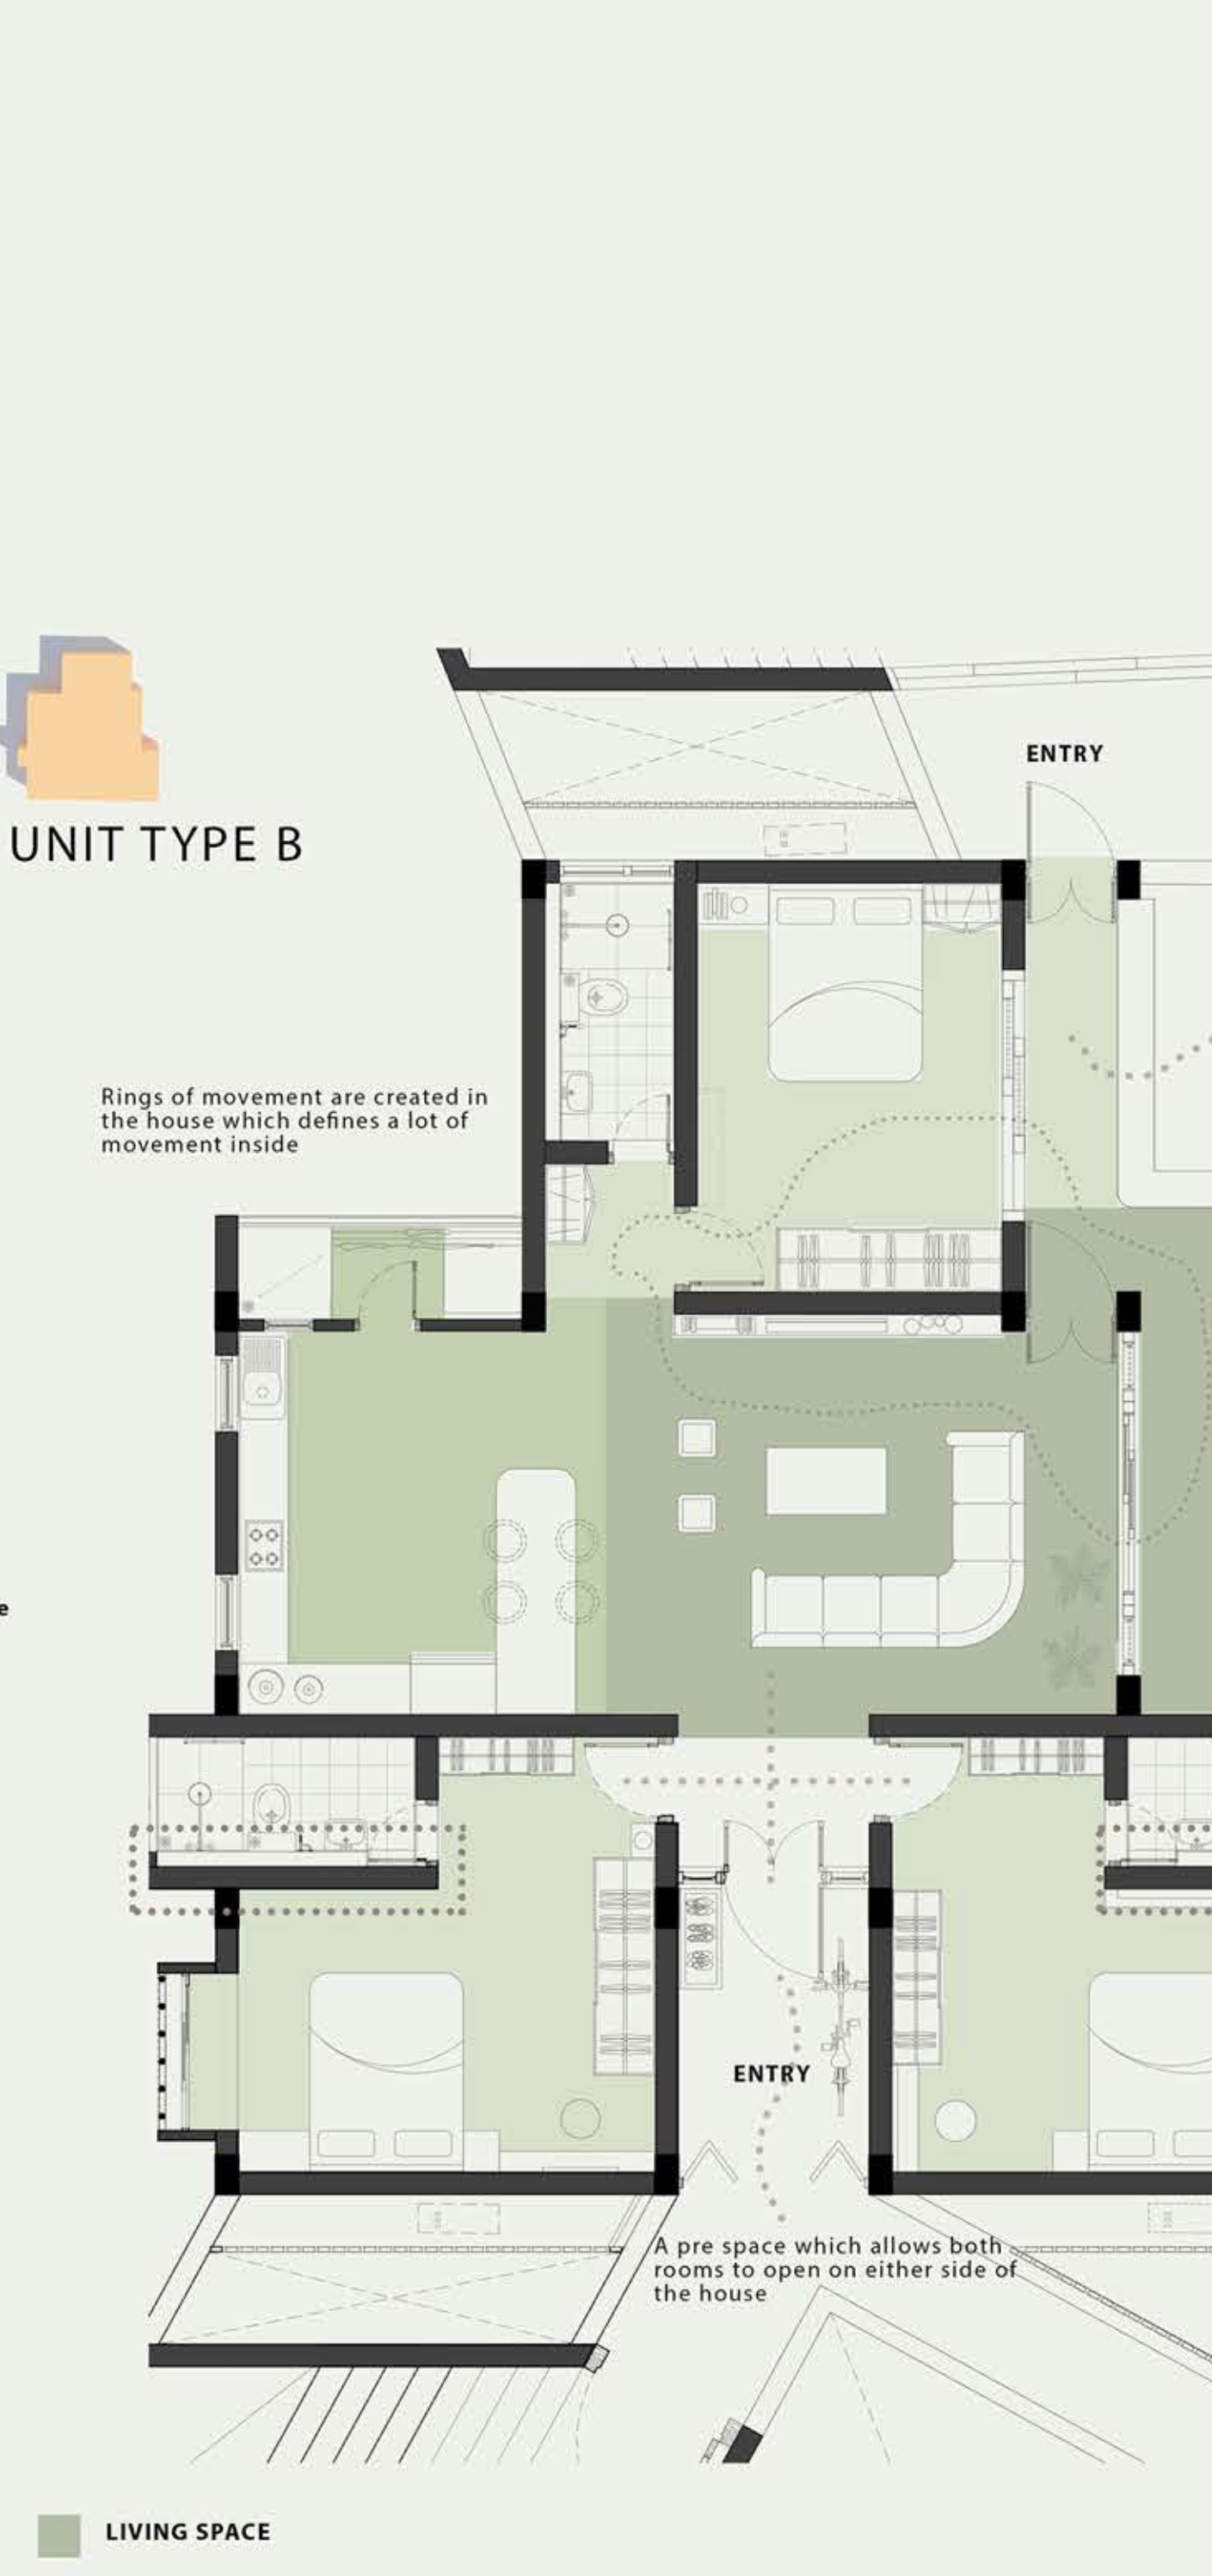 ENTRY
UNIT TYPE B
Rings of movement are created in
the house which defines a lot of
movement inside
e
ENTRY
A pre space which allows both
rooms to open on either side of
the house
LIVING SPACE